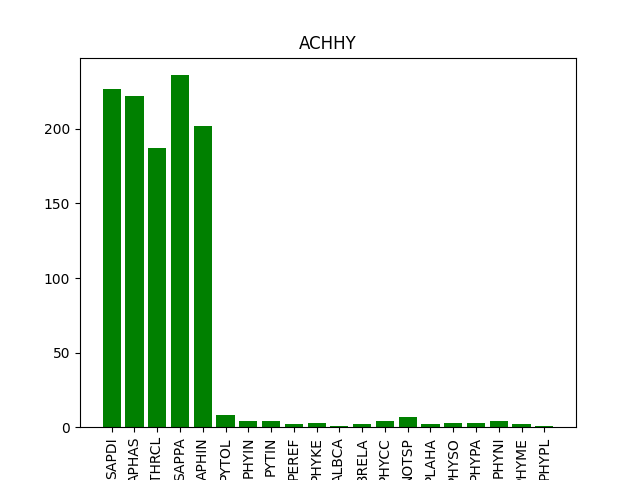 ACHHY
200
150
100
50
0
SAPDI
APHAS
THRCL
SAPPA
APHIN
PYTOL
PHYIN
PYTIN
PEREF
PHYKE
ALBCA
BRELA
PHYCC
NOTSP
PLAHA
PHYSO
PHYPA
PHYNI
PHYME
PHYPL